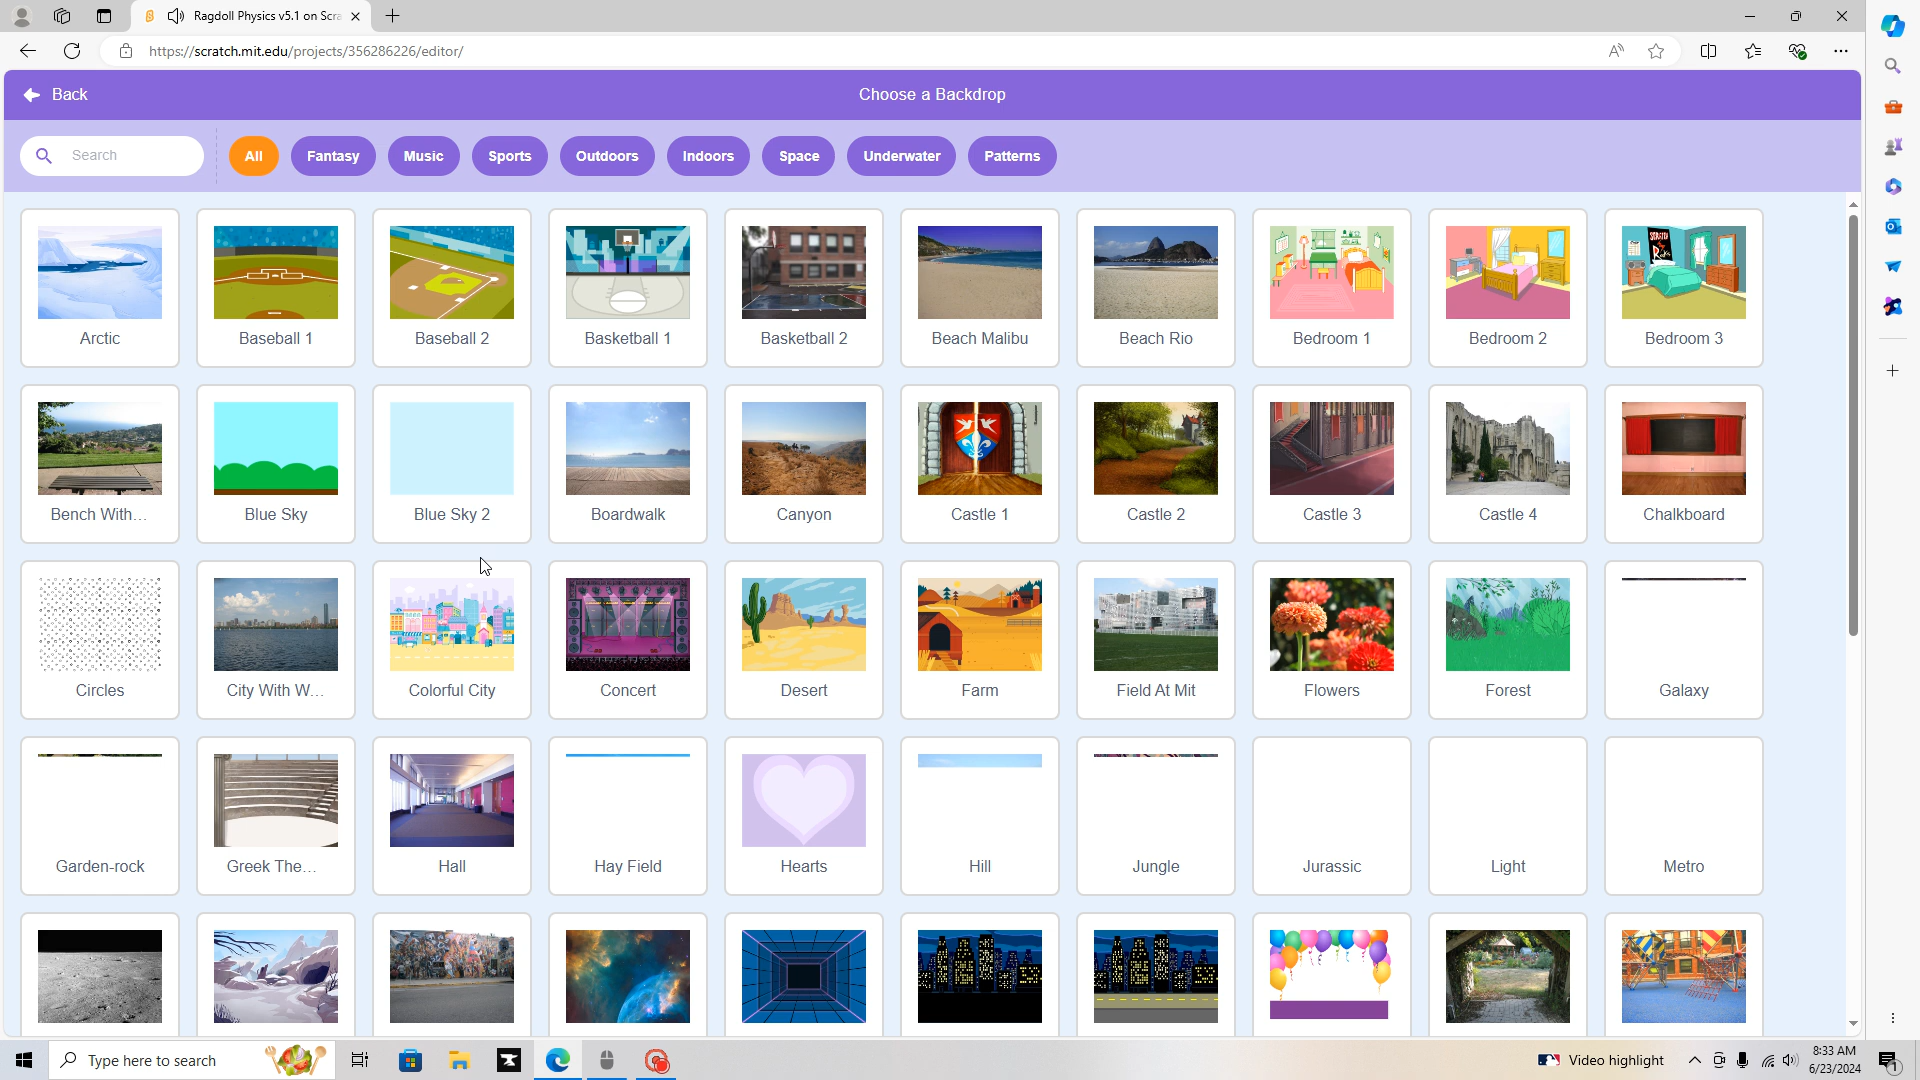 Ragdoll Physics v5.1 on Scra
https://scratch.mit.edu/projects/356286226/editor/
Back
Choose a Backdrop
Search
All
Fantasy
Music
Sports
Outdoors
Indoors
Space
Underwater
Patterns
Arctic
Baseball 1
Baseball 2
Basketball 1
Basketball 2
Beach Malibu
Beach Rio
Bedroom 1
Bedroom 2
Bedroom 3
Bench With...
Blue Sky
Blue Sky 2
Boardwalk
Canyon
Castle 1
Castle 2
Castle 3
Castle 4
Chalkboard
Circles
City With W...
Colorful City
Concert
Desert
Farm
Field At Mit
Flowers
Forest
Galaxy
Garden-rock
Greek The...
Hall
Hay Field
Hearts
Hill
Jungle
Jurassic
Light
Metro
Type here to search
Video highlight
8:33 AM
6/23/2024
1